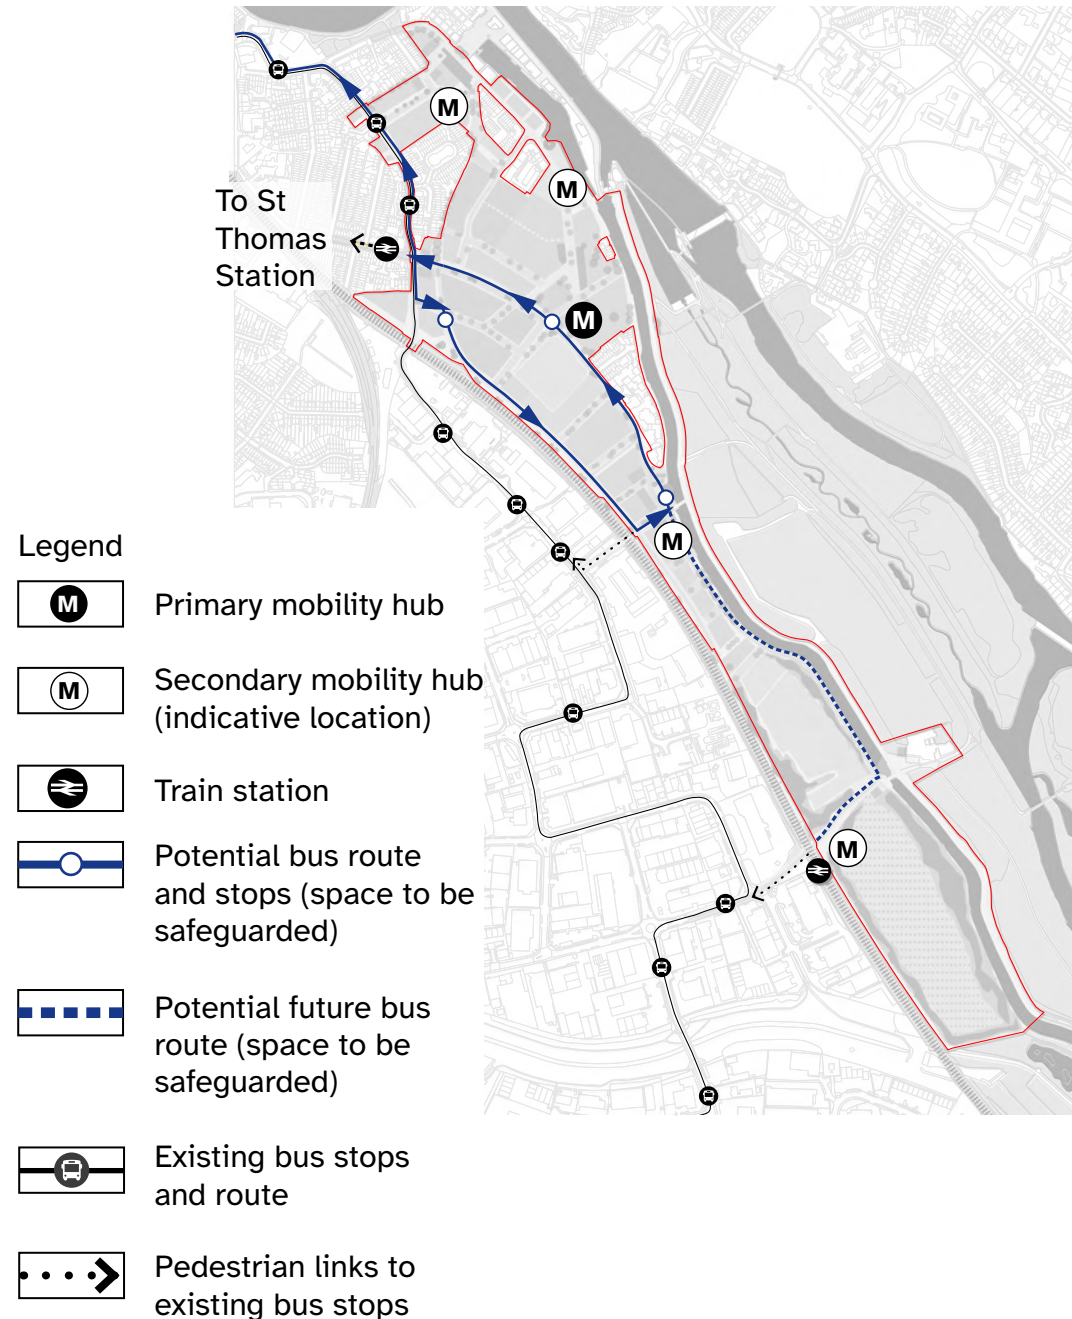 M
M
To St
Thomas
Station
M
M
M
Legend
M
Primary mobility hub
M
Secondary mobility hub
(indicative location)
Train station
Potential bus route
and stops (space to be
safeguarded)
Potential future bus
route (space to be
safeguarded)
Existing bus stops
and route
Pedestrian links to
existing bus stops